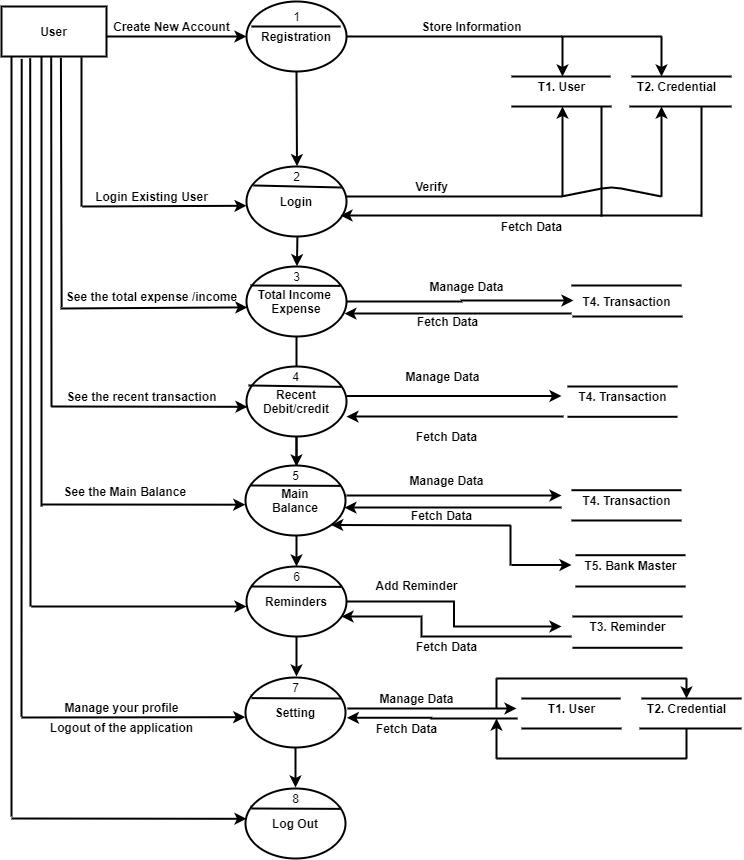 User
Create New Account
1
Registration
Store Information
T1. User
T2. Credential
Login Existing User
2
Login
Verify
Fetch Data
See the total expense /income
3
Total Income
Expense
Manage Data
Fetch Data
T4. Transaction
See the recent transaction
4
Recent
Debit/credit
Manage Data
Fetch Data
T4. Transaction
See the Main Balance
5
Main
Balance
Manage Data
Fetch Data
T4. Transaction
T5. Bank Master
6
Reminders
Add Reminder
Fetch Data
T3. Reminder
Manage your profile
Logout of the application
7
Setting
Manage Data
Fetch Data
T1. User
T2. Credential
8
Log Out